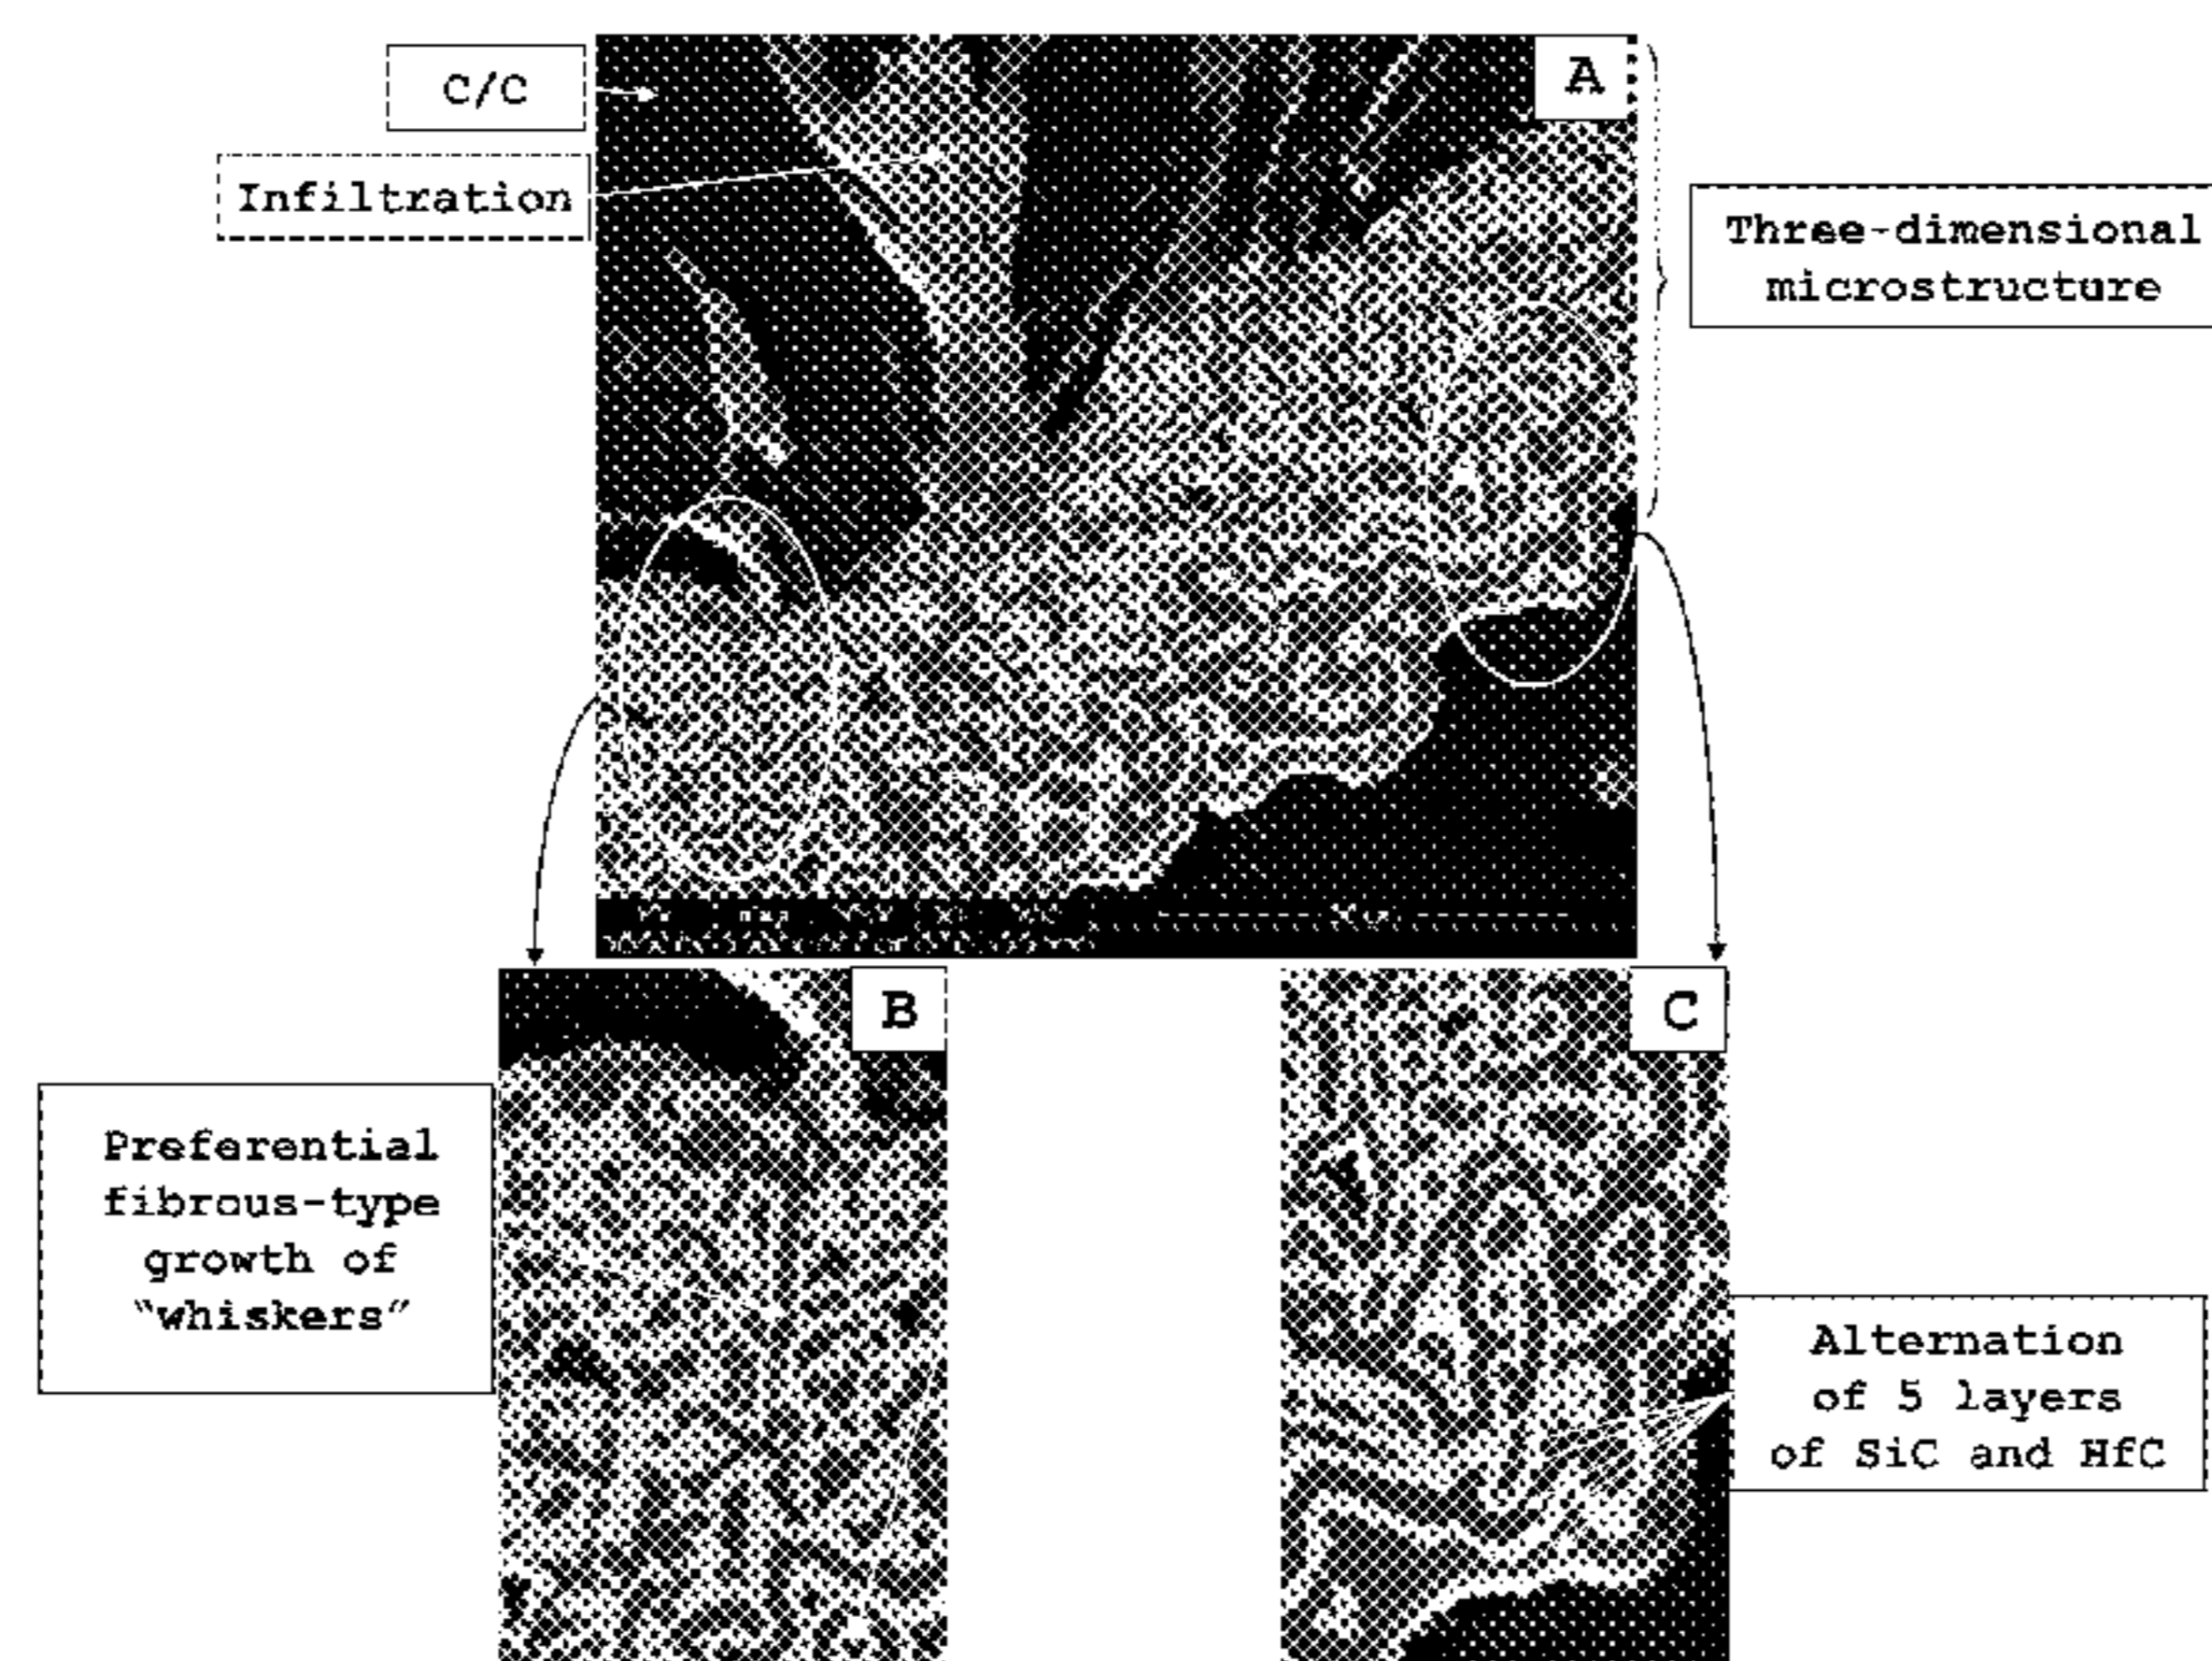 C/C
A
Infiltration
Three-dimensional
microstructure
B
C
Preferential
fibrous-type
growth of
"whiskers"
Alternation
of 5 layers
of SiC and HfC